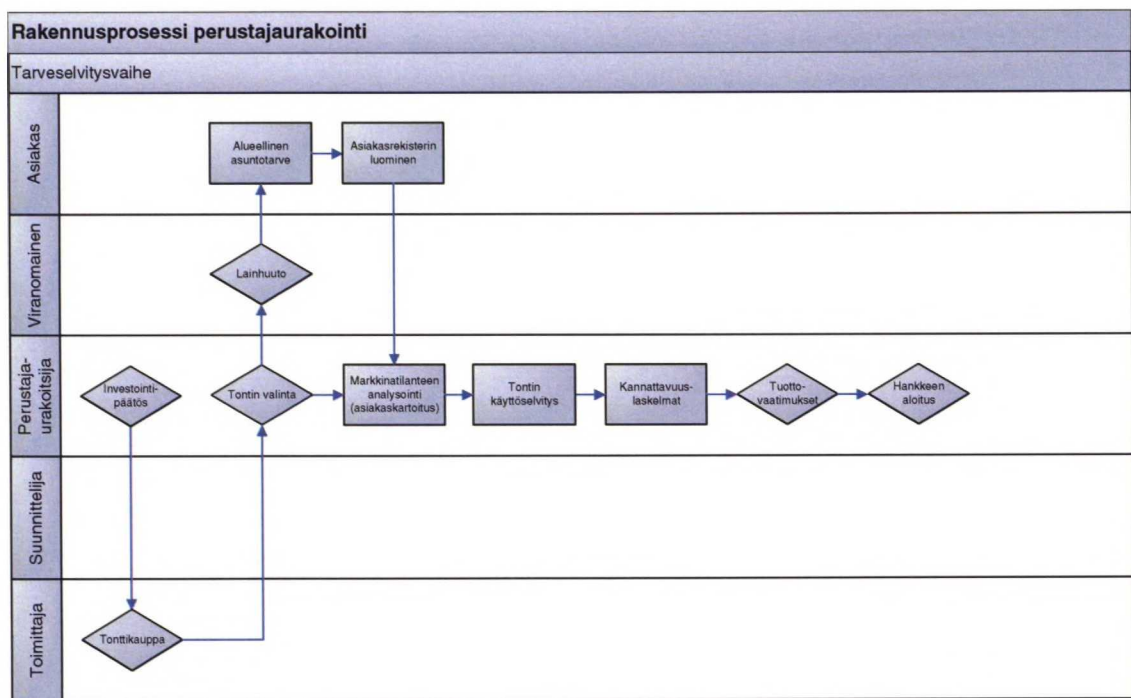 Rakennusprosessi perustajaurakointi
Tarveselvitysvaihe
Asiakas
Alueellinen
asuntotarve
Asiakasrekisterin
luominen
Viranomainen
Lainhuuto
Perustaja-
urakoitsija
Investointi-
päätös
Tontin valinta
Markkinatilanteen
analysointi
(asiakaskartoitus)
Tontin
käyttöselvitys
Kannattavuus-
laskelmat
Tuotto-
vaatimukset
Hankkeen
aloitus
Suunnittelija
Toimittaja
Tonttikauppa